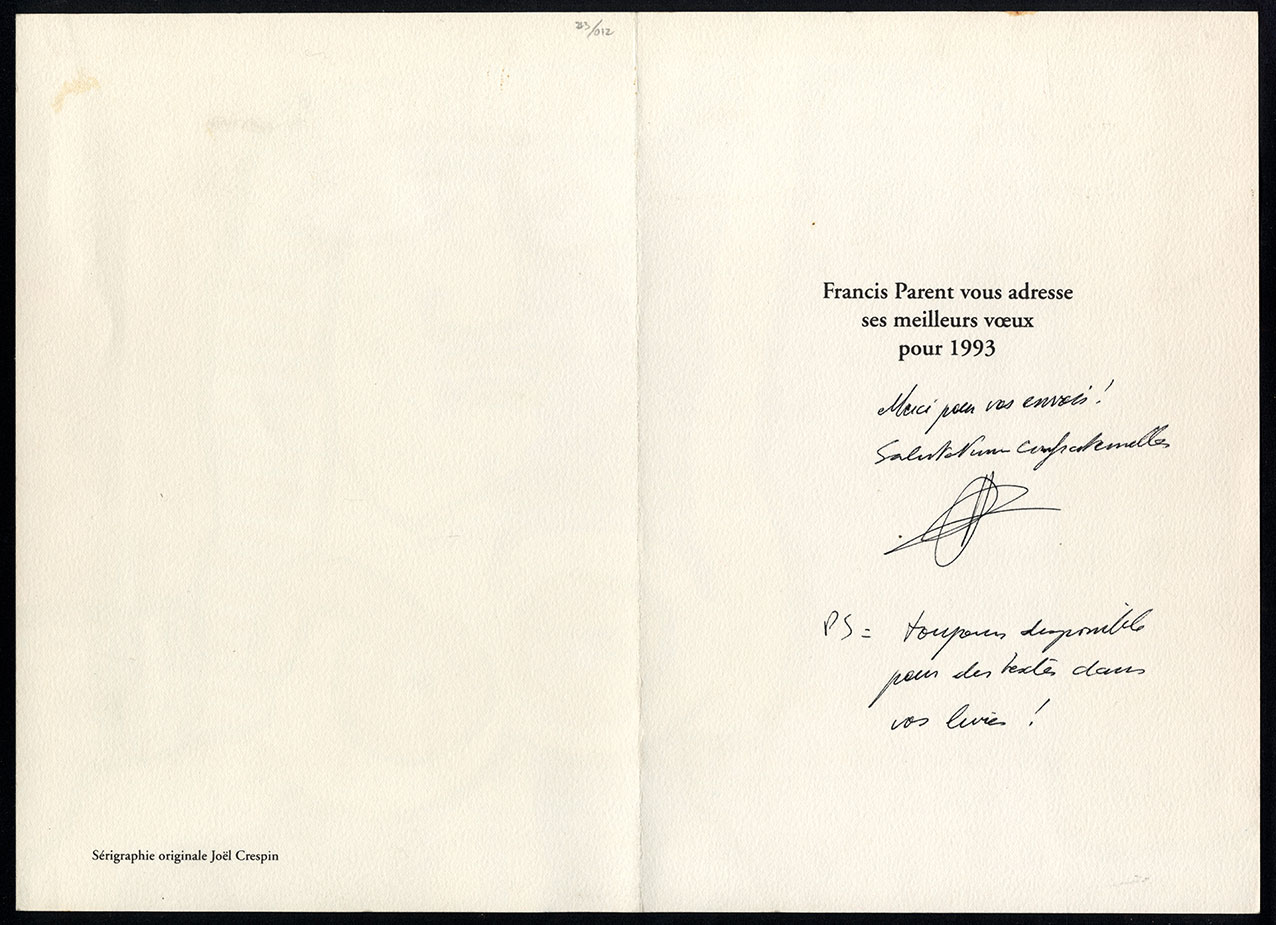 93/012
Sérigraphie originale Joël Crespin
Francis Parent vous adresse
ses meilleurs vœux
pour 1993
Merci pour vos envois !
Salutations confraternelles
PS = toujours disponible
pour des textes dans
vos livres !